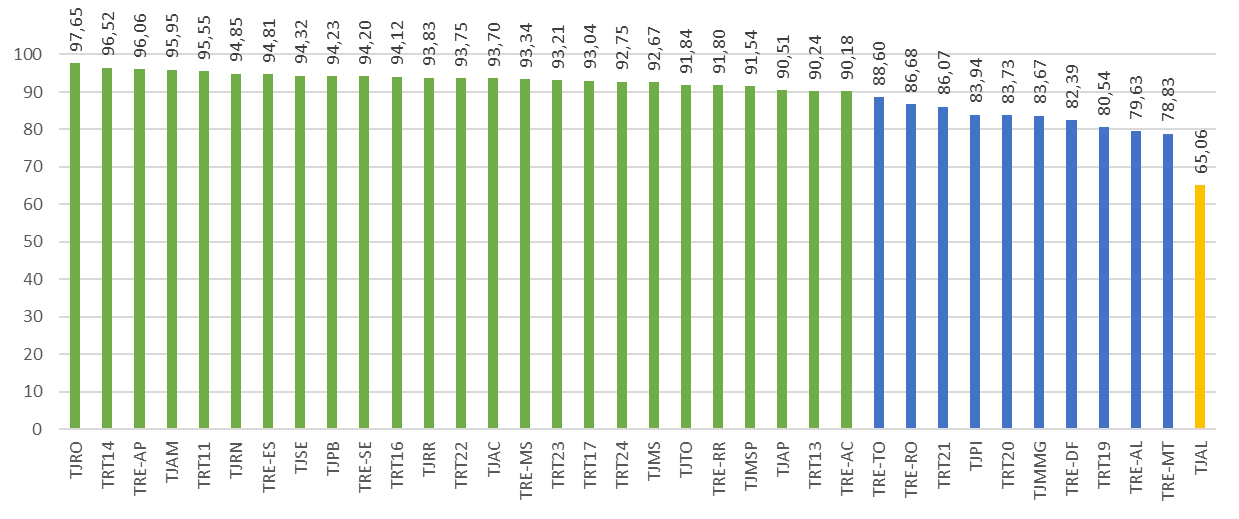 97,65
96,52
96,06
95,95
95,55
94,85
94,81
94,32
94,23
94,20
94,12
93,83
93,75
93,70
93,34
93,21
93,04
92,75
92,67
91,84
91,80
91,54
90,51
90,24
90,18
88,60
86,68
86,07
83,94
83,73
83,67
82,39
80,54
79,63
78,83
65,06
100
90
80
70
60
50
40
30
20
10
0
TJRO
TRT14
TRE-AP
TJAM
TRT11
TJRN
TRE-ES
TJSE
TJPB
TRE-SE
TRT16
TJRR
TRT22
TJAC
TRE-MS
TRT23
TRT17
TRT24
TJMS
TJTO
TRE-RR
TJMSP
TJAP
TRT13
TRE-AC
TRE-TO
TRE-RO
TRT21
TJPI
TRT20
TJMMG
TRE-DF
TRT19
TRE-AL
TRE-MT
TJAL